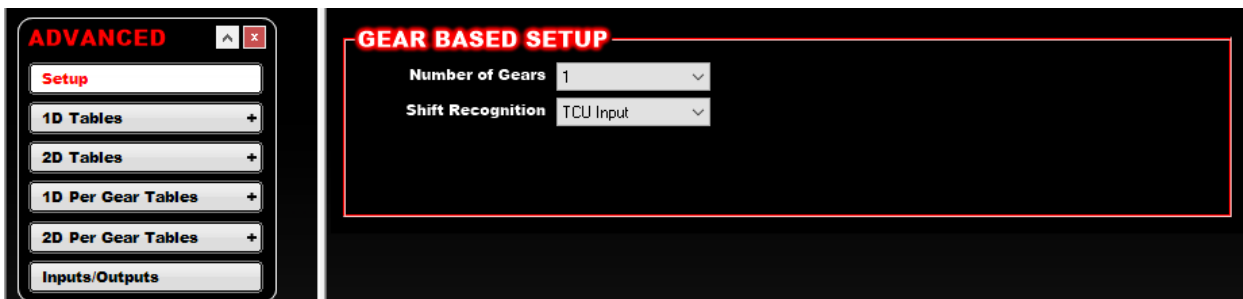 ADVANCED
Setup
1D Tables +
2D Tables +
1D Per Gear Tables +
2D Per Gear Tables +
Inputs/Outputs
GEAR BASED SETUP
Number of Gears 1
Shift Recognition TCU Input